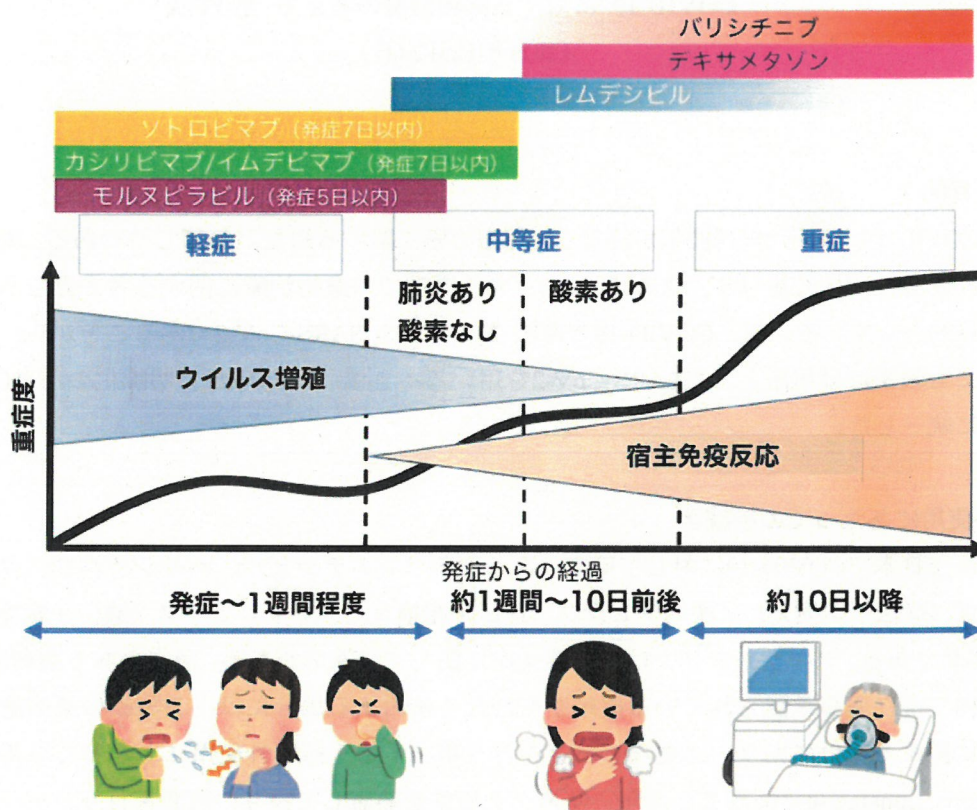 バリシチニブ
デキサメタゾン
レムデシビル
ソトロビマブ（発症7日以内）
カシリビマブ/イムデビマブ（発症7日以内）
モルヌピラビル（発症5日以内）
軽症
中等症
重症
肺炎あり
酸素なし
酸素あり
ウイルス増殖
重症度
宿主免疫反応
発症からの経過
発症～1週間程度
約1週間～10日前後
約10日以降